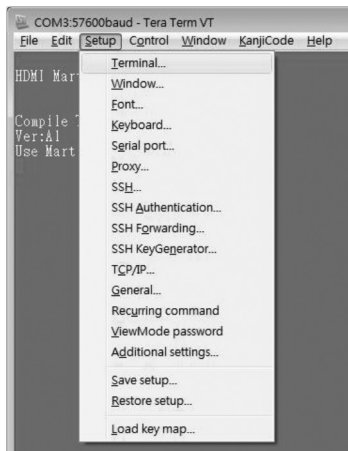 COM3:57600baud - Tera Term VT
File Edit Setup Control Window KanjiCode Help
HDMI Mar
Compile
Ver:A1
Use Mart
Terminal...
Window...
Font...
Keyboard...
Serial port...
Proxy...
SSH...
SSH Authentication...
SSH Forwarding...
SSH KeyGenerator...
TCP/IP...
General...
Recurring command
ViewMode password
Additional settings...
Save setup...
Restore setup...
Load key map...